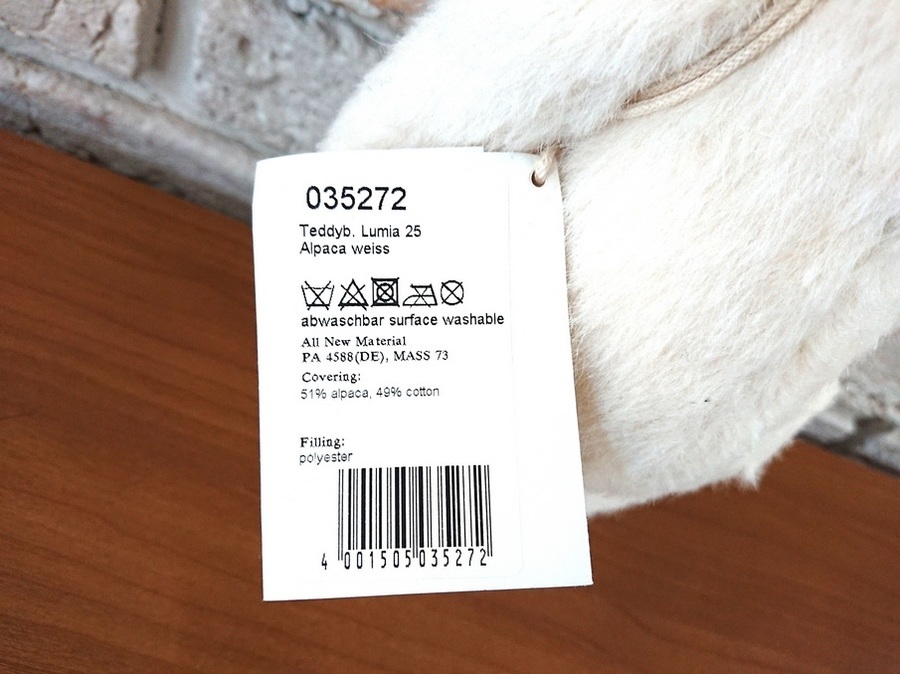 035272
Teddyb. Lumia 25
Alpaca weiss
abwaschbar surface washable
All New Material
PA 4588(DE), MASS 73
Covering:
51% alpaca, 49% cotton
Filling:
polyester
4 001505 035272